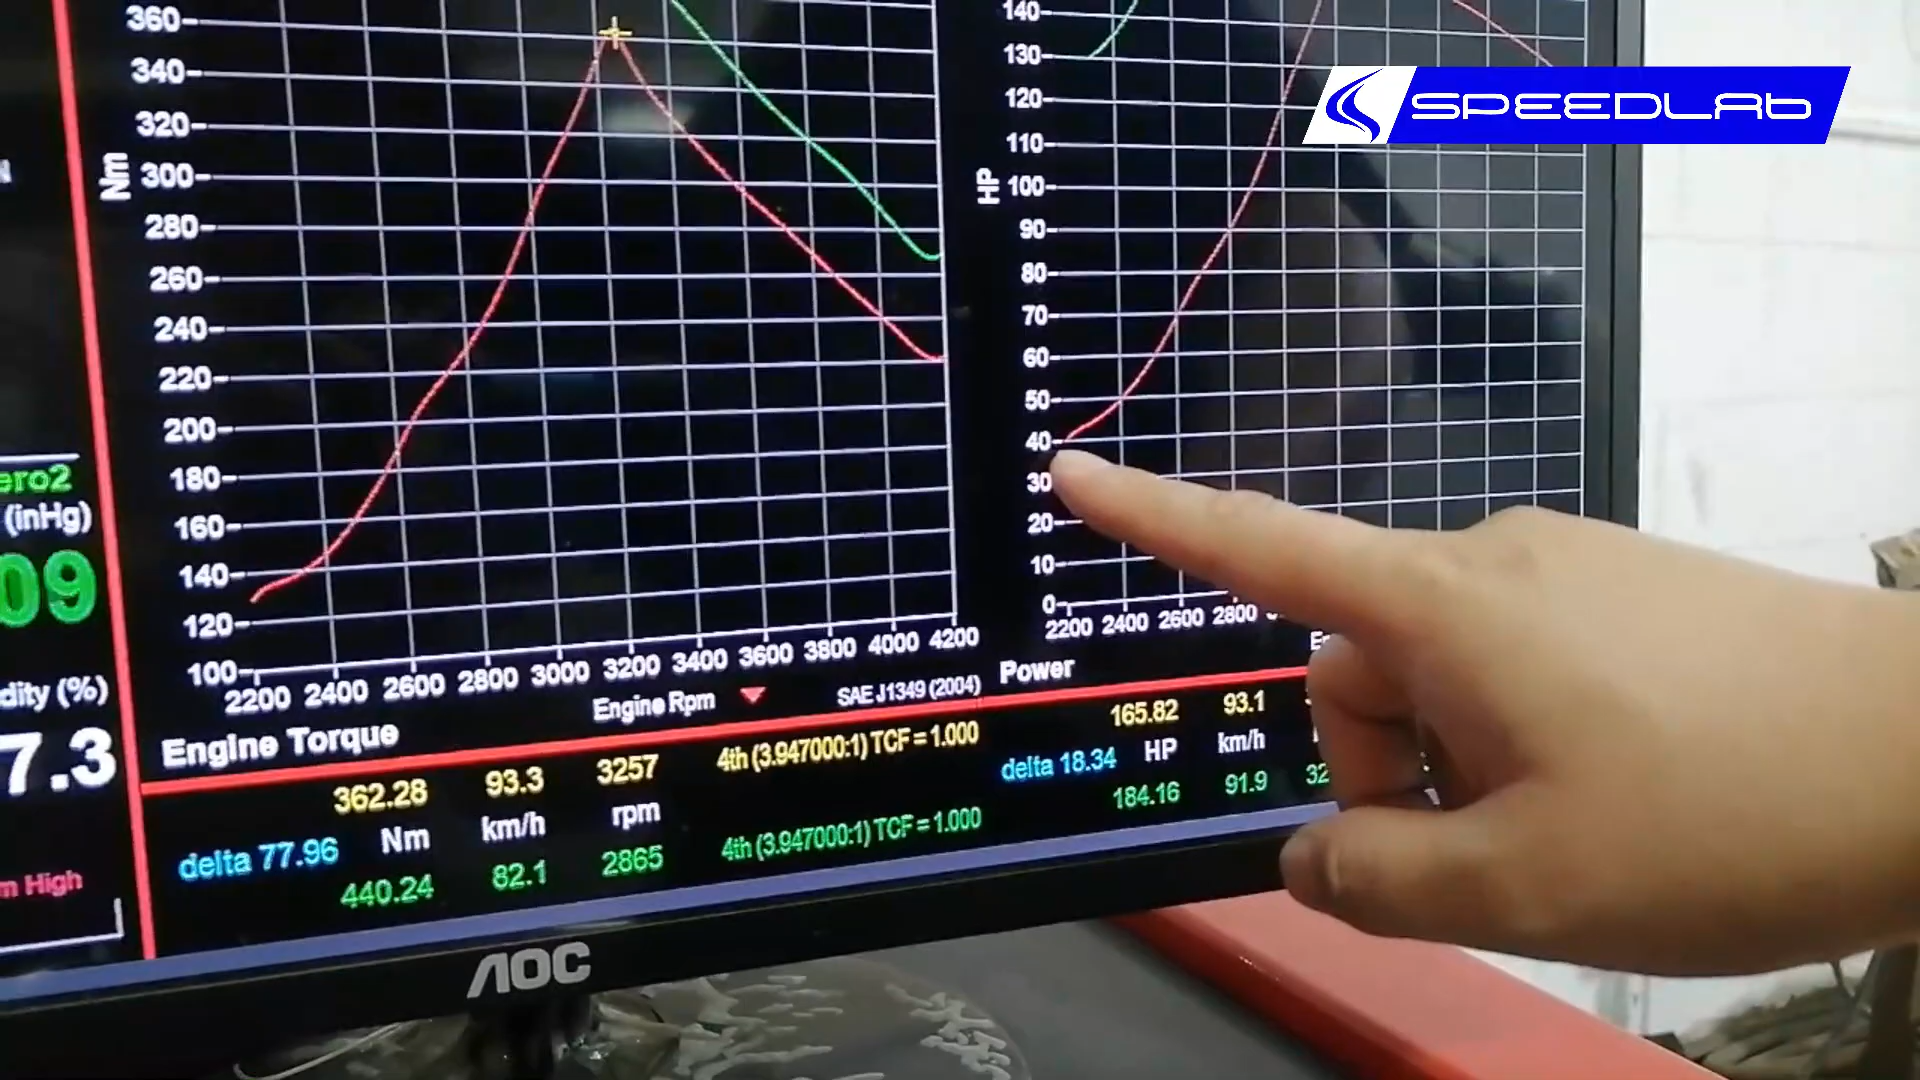 SPEEDLAB
360
340
320
300
280
260
240
220
200
180
160
140
120
100
Nm
2200 2400 2600 2800 3000 3200 3400 3600 3800 4000 4200
Engine Rpm
SAE J1349 (2004)
Engine Torque
362.28 93.3 3257 4th (3.947000:1) TCF = 1.000
delta 77.96 Nm km/h rpm
440.24 82.1 2865 4th (3.947000:1) TCF = 1.000
140
130
120
110
100
90
80
70
60
50
40
30
20
10
0
HP
2200 2400 2600 2800
Power
165.82 93.1
delta 18.34 HP km/h
184.16 91.9 32
ero2
(inHg)
09
dity (%)
7.3
m High
AOC